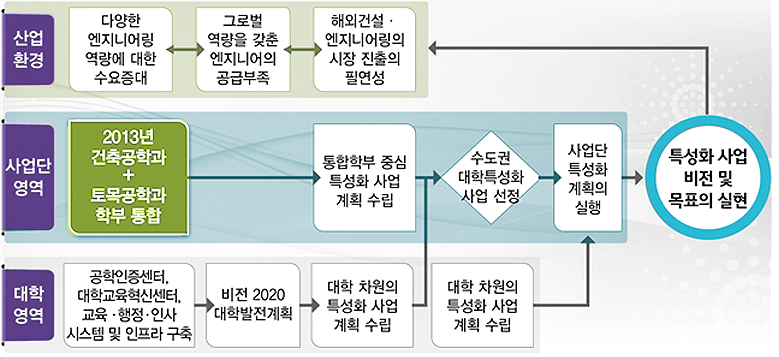 산업
환경
다양한
엔지니어링
역량에 대한
수요증대
그로벌
역량을 갖춘
엔지니어의
공급부족
해외건설 ·
엔지니어링의
시장 진출의
필연성
사업단
영역
2013년
건축공학과
+
토목공학과
학부 통합
통합학부 중심
특성화 사업
계획 수립
수도권
대학특성화
사업 선정
사업단
특성화
계획의
실행
특성화 사업
비전 및
목표의 실현
대학
영역
공학인증센터,
대학교육혁신센터,
교육 · 행정 · 인사
시스템 및 인프라 구축
비전 2020
대학발전계획
대학 차원의
특성화 사업
계획 수립
대학 차원의
특성화 사업
계획 수립